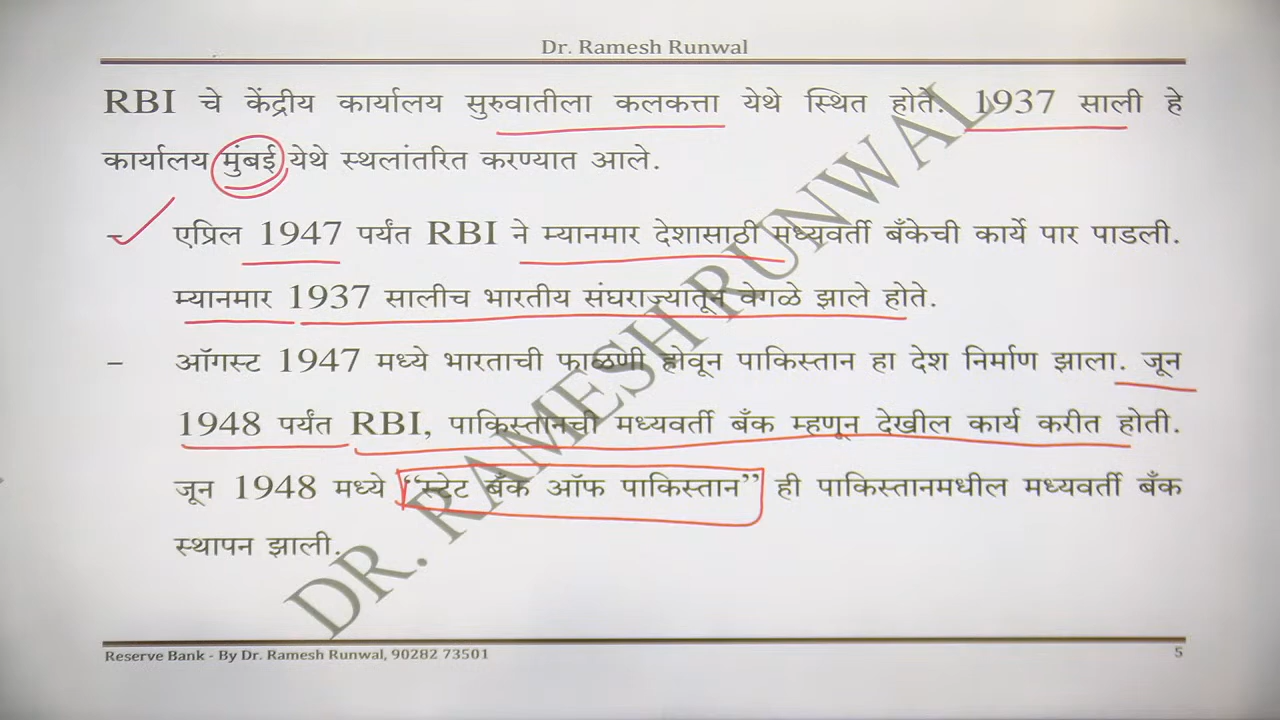 Dr. Ramesh Runwal
RBI चे केंद्रीय कार्यालय सुरुवातीला कलकत्ता येथे स्थित होते. 1937 साली हे
कार्यालय मुंबई येथे स्थलांतरित करण्यात आले.
– एप्रिल 1947 पर्यंत RBI ने म्यानमार देशासाठी मध्यवर्ती बँकेची कार्ये पार पाडली.
म्यानमार 1937 सालीच भारतीय संघराज्यातून वेगळे झाले होते.
– ऑगस्ट 1947 मध्ये भारताची फाळणी होवून पाकिस्तान हा देश निर्माण झाला. जून
1948 पर्यंत RBI, पाकिस्तानची मध्यवर्ती बँक म्हणून देखील कार्य करीत होती.
जून 1948 मध्ये “स्टेट बँक ऑफ पाकिस्तान” ही पाकिस्तानमधील मध्यवर्ती बँक
स्थापन झाली.
DR. RAMESH RUNWAL
Reserve Bank - By Dr. Ramesh Runwal, 90282 73501 5